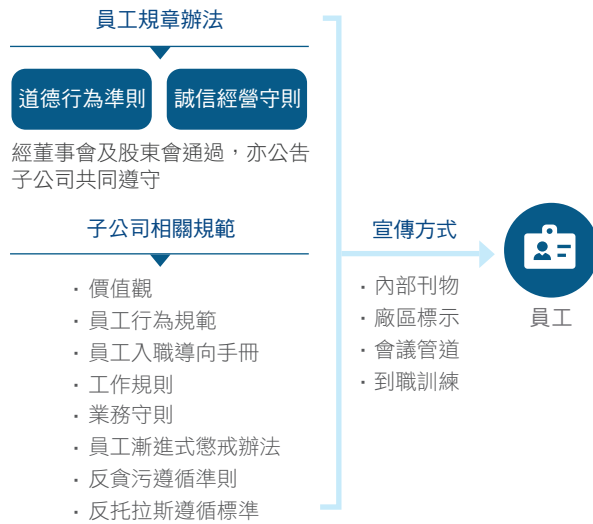 員工規章辦法
道德行為準則
誠信經營守則
經董事會及股東會通過，亦公告
子公司共同遵守
子公司相關規範
・價值觀
・員工行為規範
・員工入職導向手冊
・工作規則
・業務守則
・員工漸進式懲戒辦法
・反貪污遵循準則
・反托拉斯遵循標準
宣傳方式
・內部刊物
・廠區標示
・會議管道
・到職訓練
員工